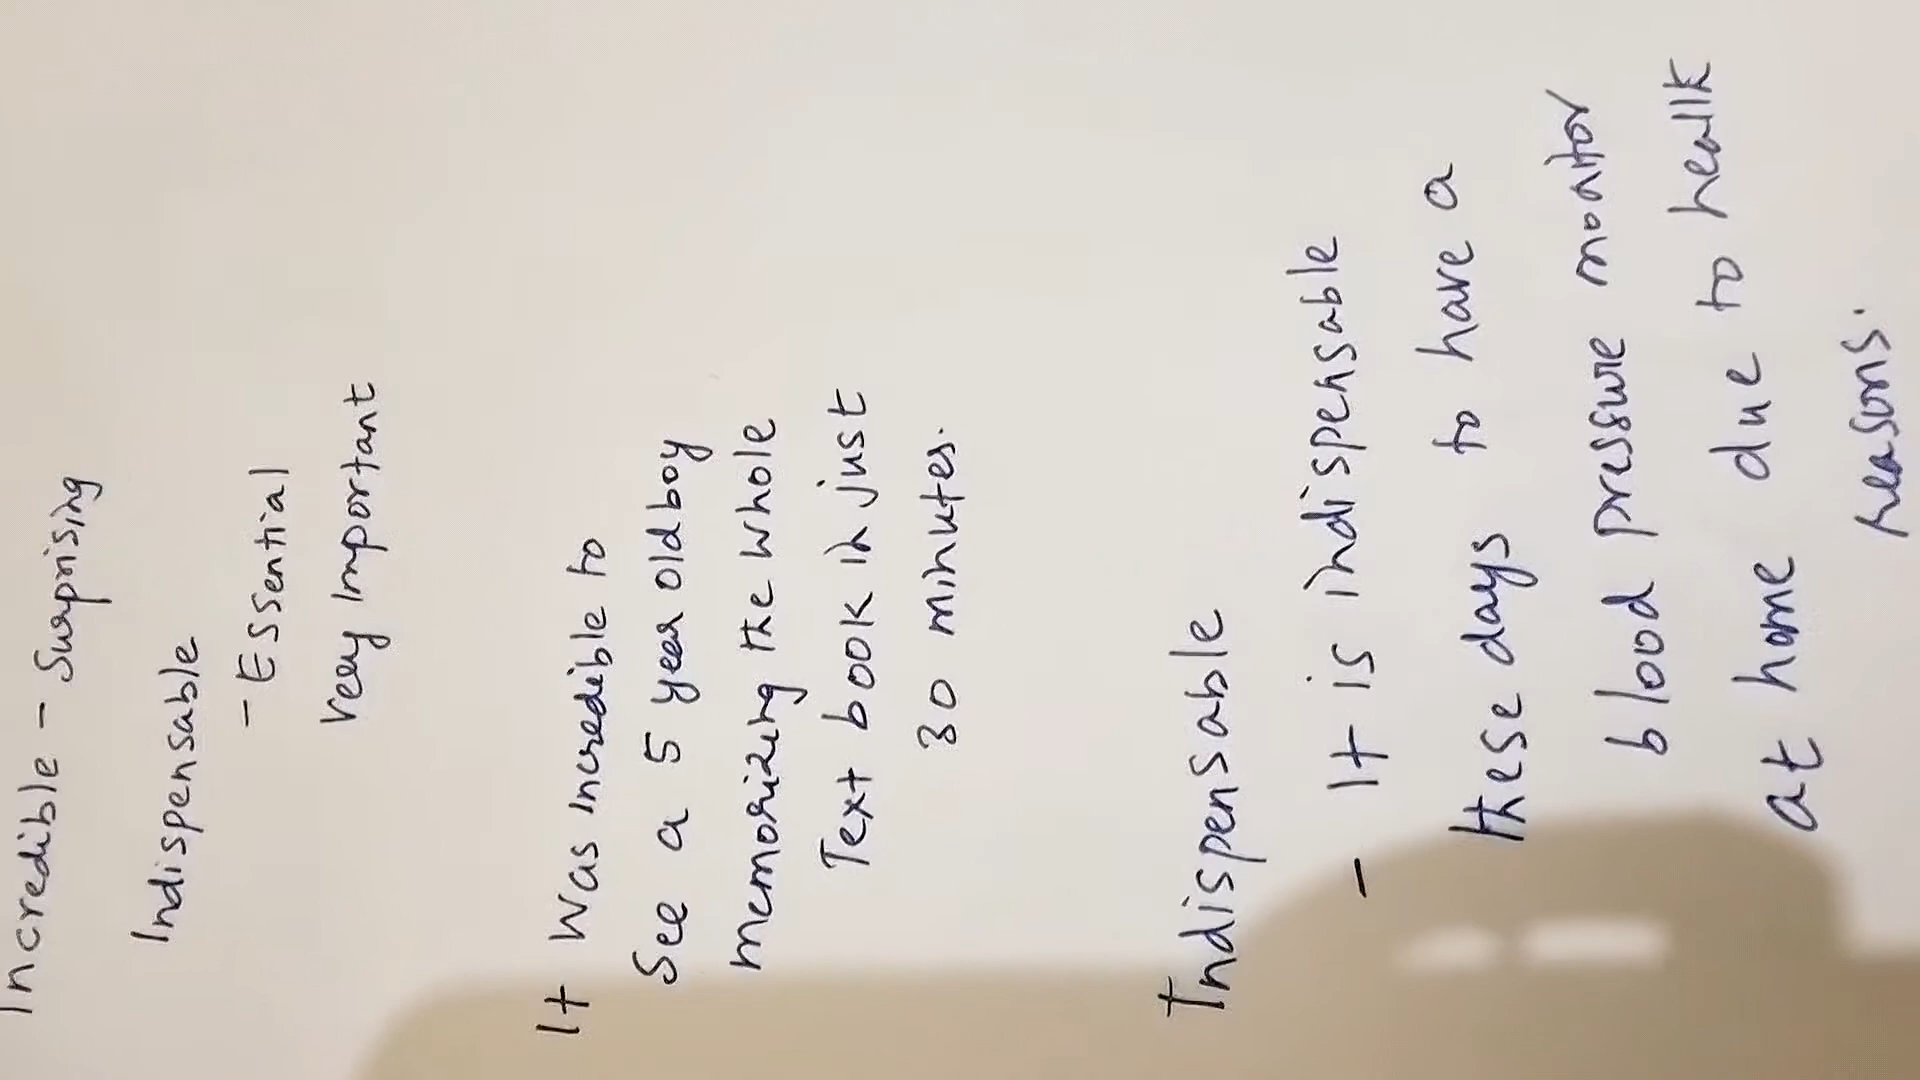 Incredible - Surprising
Indispensable
- Essential
very Important
It was incredible to
See a 5 year old boy
memorizing the whole
Text book in just
30 minutes.
Indispensable
- It is indispensable
these days to have a
blood pressure monitor
at home due to health
reasons.